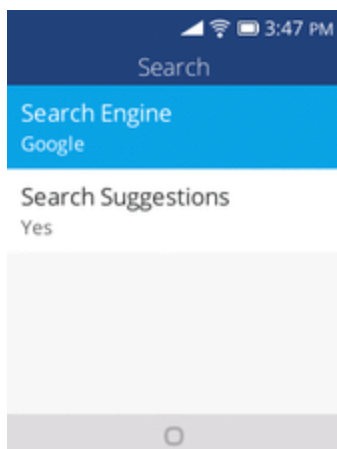 3:47 PM
Search
Search Engine
Google
Search Suggestions
Yes